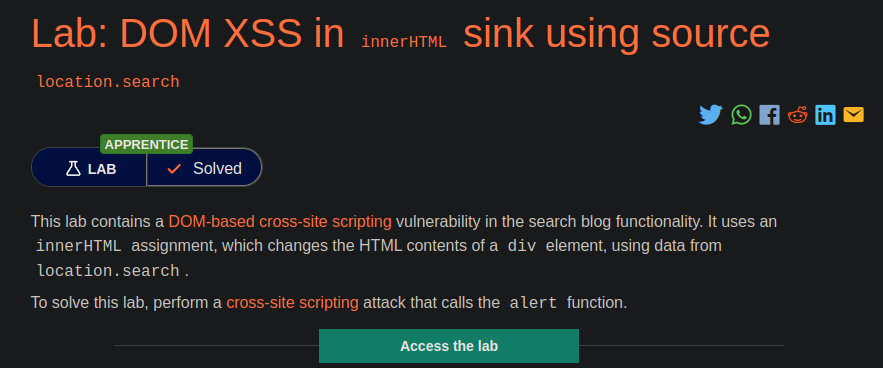 Lab: DOM XSS in innerHTML sink using source
location.search
APPRENTICE
LAB Solved
This lab contains a DOM-based cross-site scripting vulnerability in the search blog functionality. It uses an
innerHTML assignment, which changes the HTML contents of a div element, using data from
location.search .
To solve this lab, perform a cross-site scripting attack that calls the alert function.
Access the lab